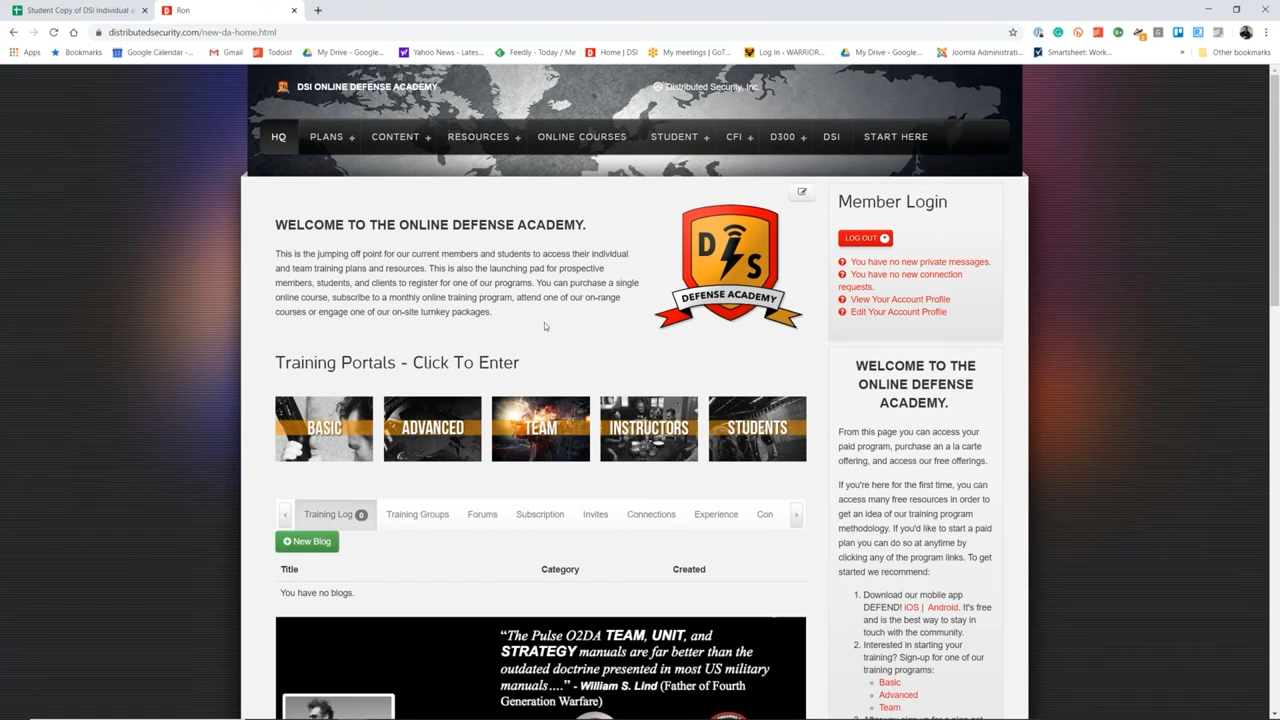 Student Copy of DSI Individual a
Ron
distributedsecurity.com/new-da-home.html
Apps
Bookmarks
Google Calendar -...
Gmail
Todoist
My Drive - Google...
Yahoo News - Lates...
Feedly - Today / Me
Home | DSI
My meetings | GoT...
Log In - WARRIOR...
My Drive - Google...
Joomla Administrati...
Smartsheet: Work...
»
Other bookmarks
DSI ONLINE DEFENSE ACADEMY
Distributed Security, Inc.
HQ PLANS + CONTENT + RESOURCES + ONLINE COURSES STUDENT + CFI + D300 + DSI START HERE
WELCOME TO THE ONLINE DEFENSE ACADEMY.
This is the jumping off point for our current members and students to access their individual
and team training plans and resources. This is also the launching pad for prospective
members, students, and clients to register for one of our programs. You can purchase a single
online course, subscribe to a monthly online training program, attend one of our on-range
courses or engage one of our on-site turnkey packages.
D S
DEFENSE ACADEMY
Training Portals - Click To Enter
BASIC
ADVANCED
TEAM
INSTRUCTORS
STUDENTS
‹ Training Log 0 Training Groups Forums Subscription Invites Connections Experience Con ›
New Blog
Title Category Created
You have no blogs.
“The Pulse O2DA TEAM, UNIT, and
STRATEGY manuals are far better than the
outdated doctrine presented in most US military
manuals....” - William S. Lind (Father of Fourth
Generation Warfare)
Member Login
LOG OUT
You have no new private messages.
You have no new connection
requests.
View Your Account Profile
Edit Your Account Profile
WELCOME TO THE
ONLINE DEFENSE
ACADEMY.
From this page you can access your
paid program, purchase an a la carte
offering, and access our free offerings.
If you're here for the first time, you can
access many free resources in order to
get an idea of our training program
methodology. If you'd like to start a paid
plan you can do so at anytime by
clicking any of the program links. To get
started we recommend:
1. Download our mobile app
DEFEND! iOS | Android. It's free
and is the best way to stay in
touch with the community.
2. Interested in starting your
training? Sign-up for one of our
training programs:
Basic
Advanced
Team